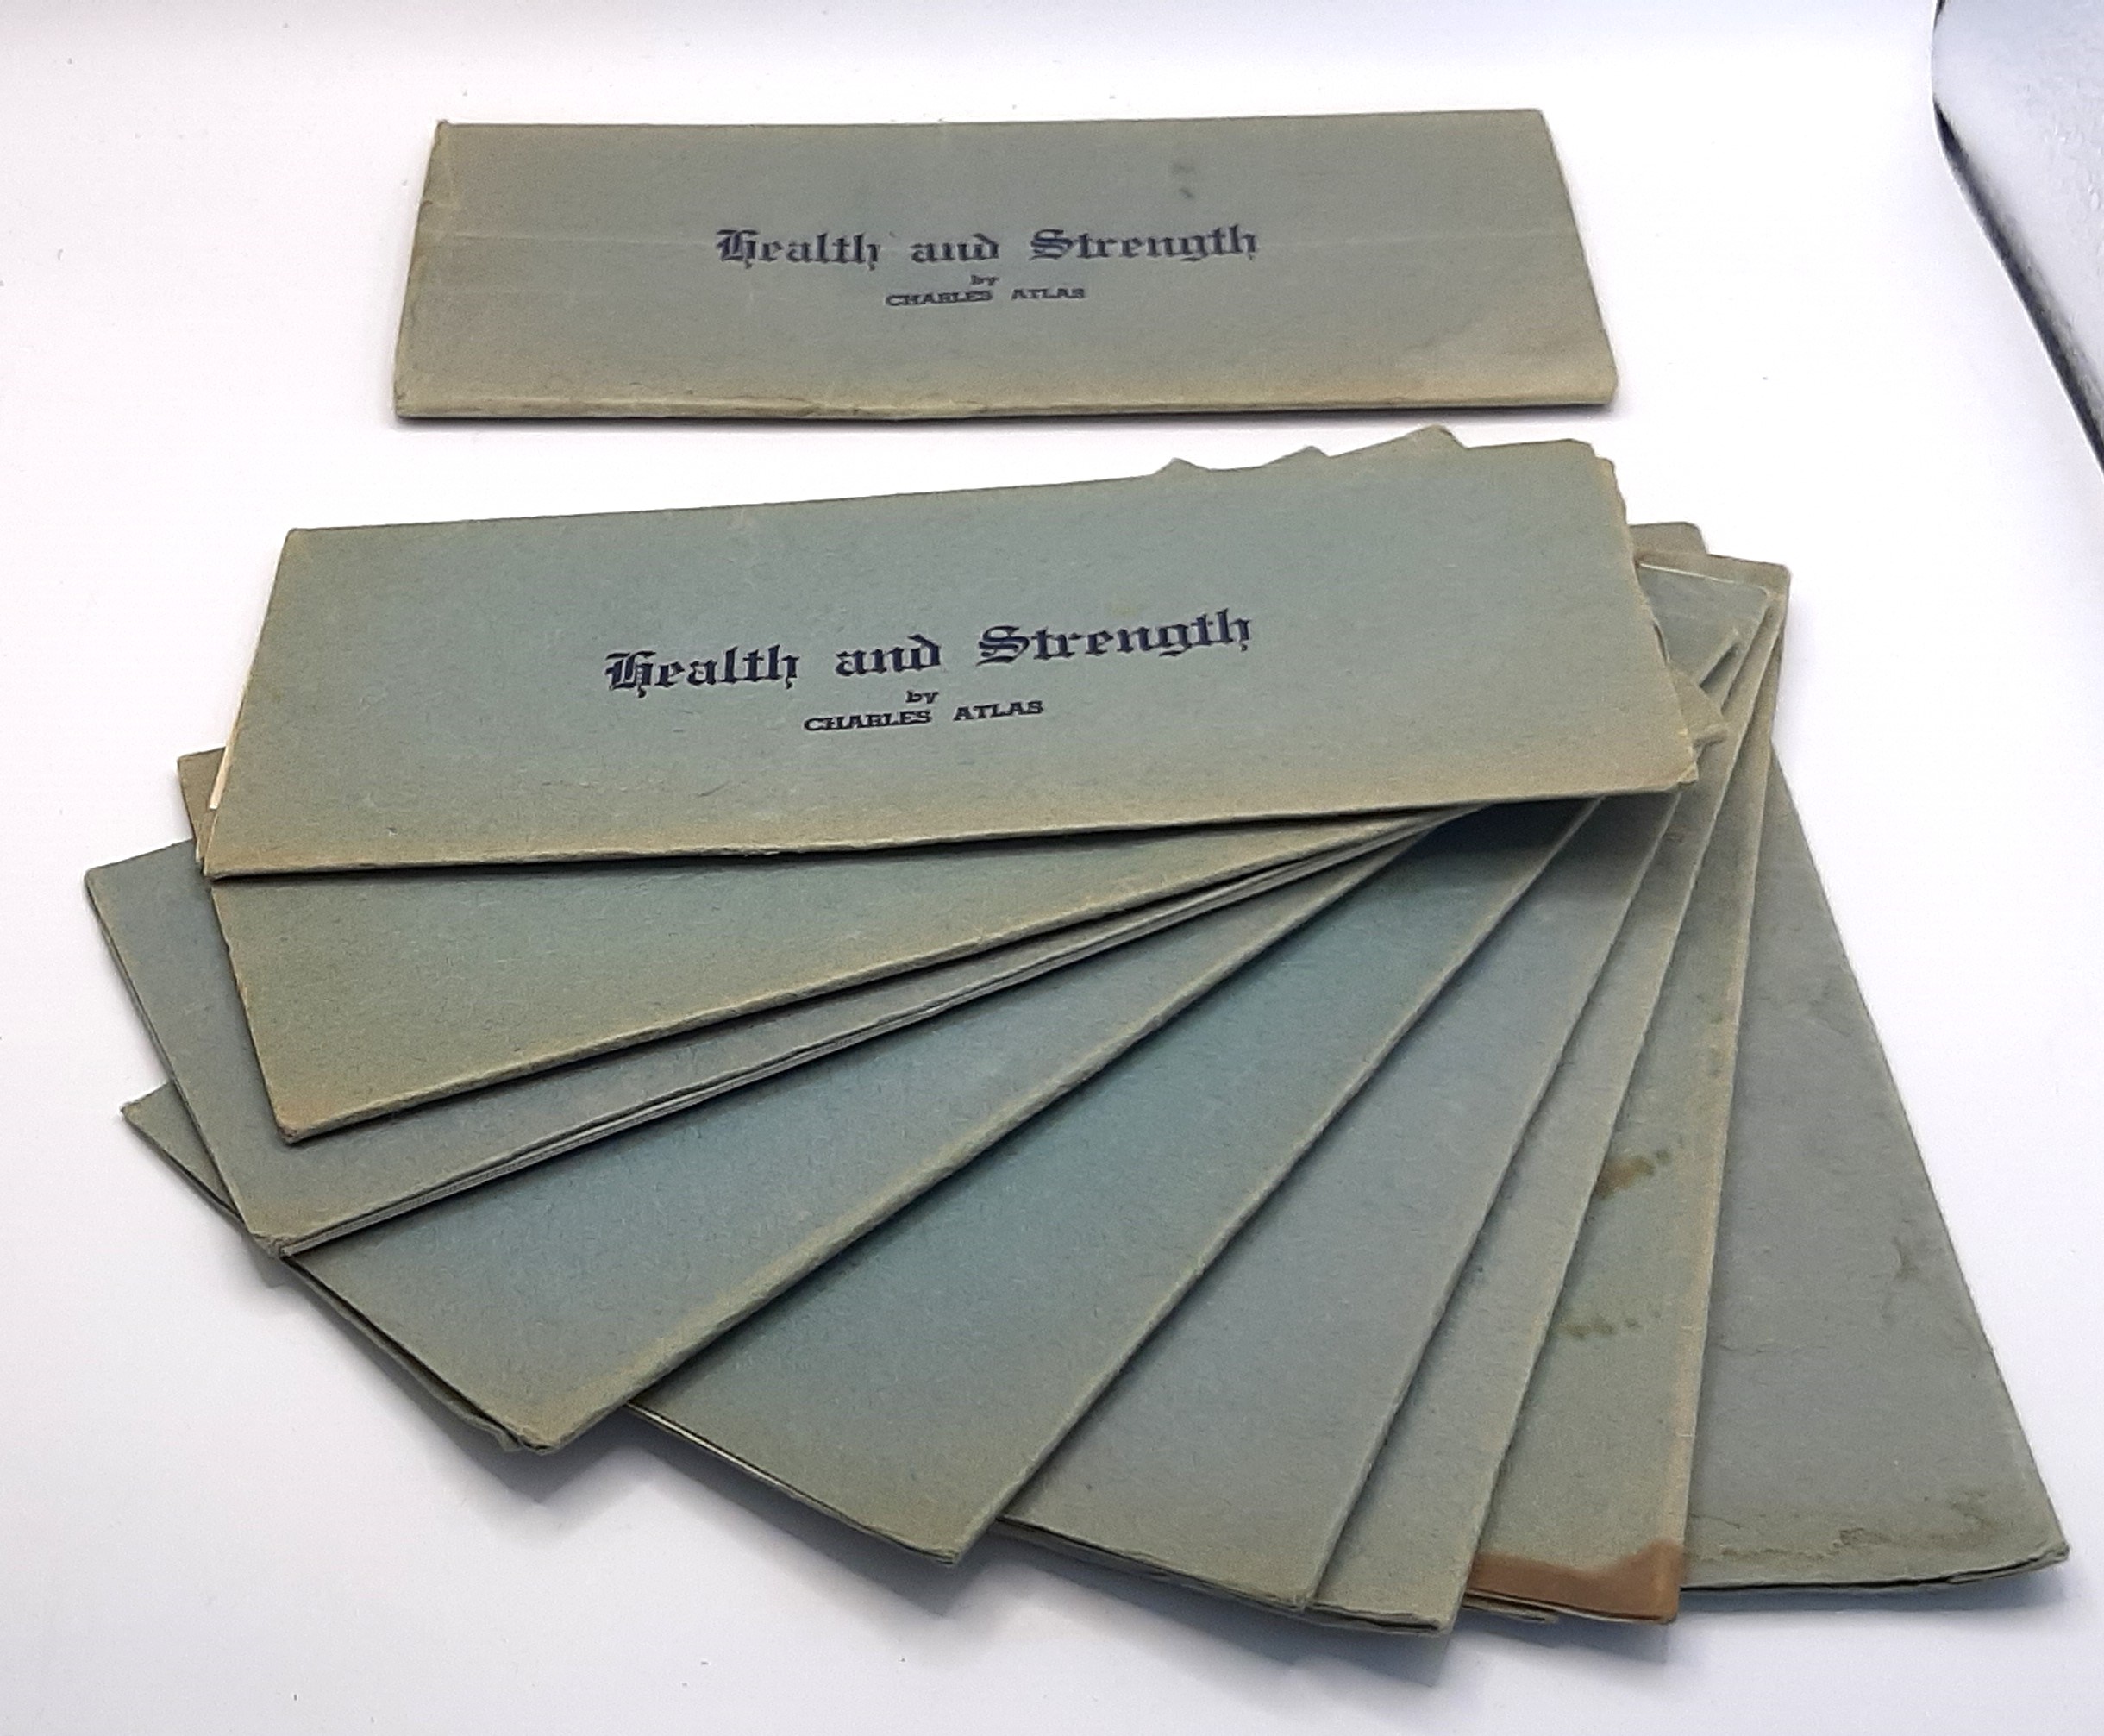 Health and Strength
by
CHARLES ATLAS
Health and Strength
by
CHARLES ATLAS